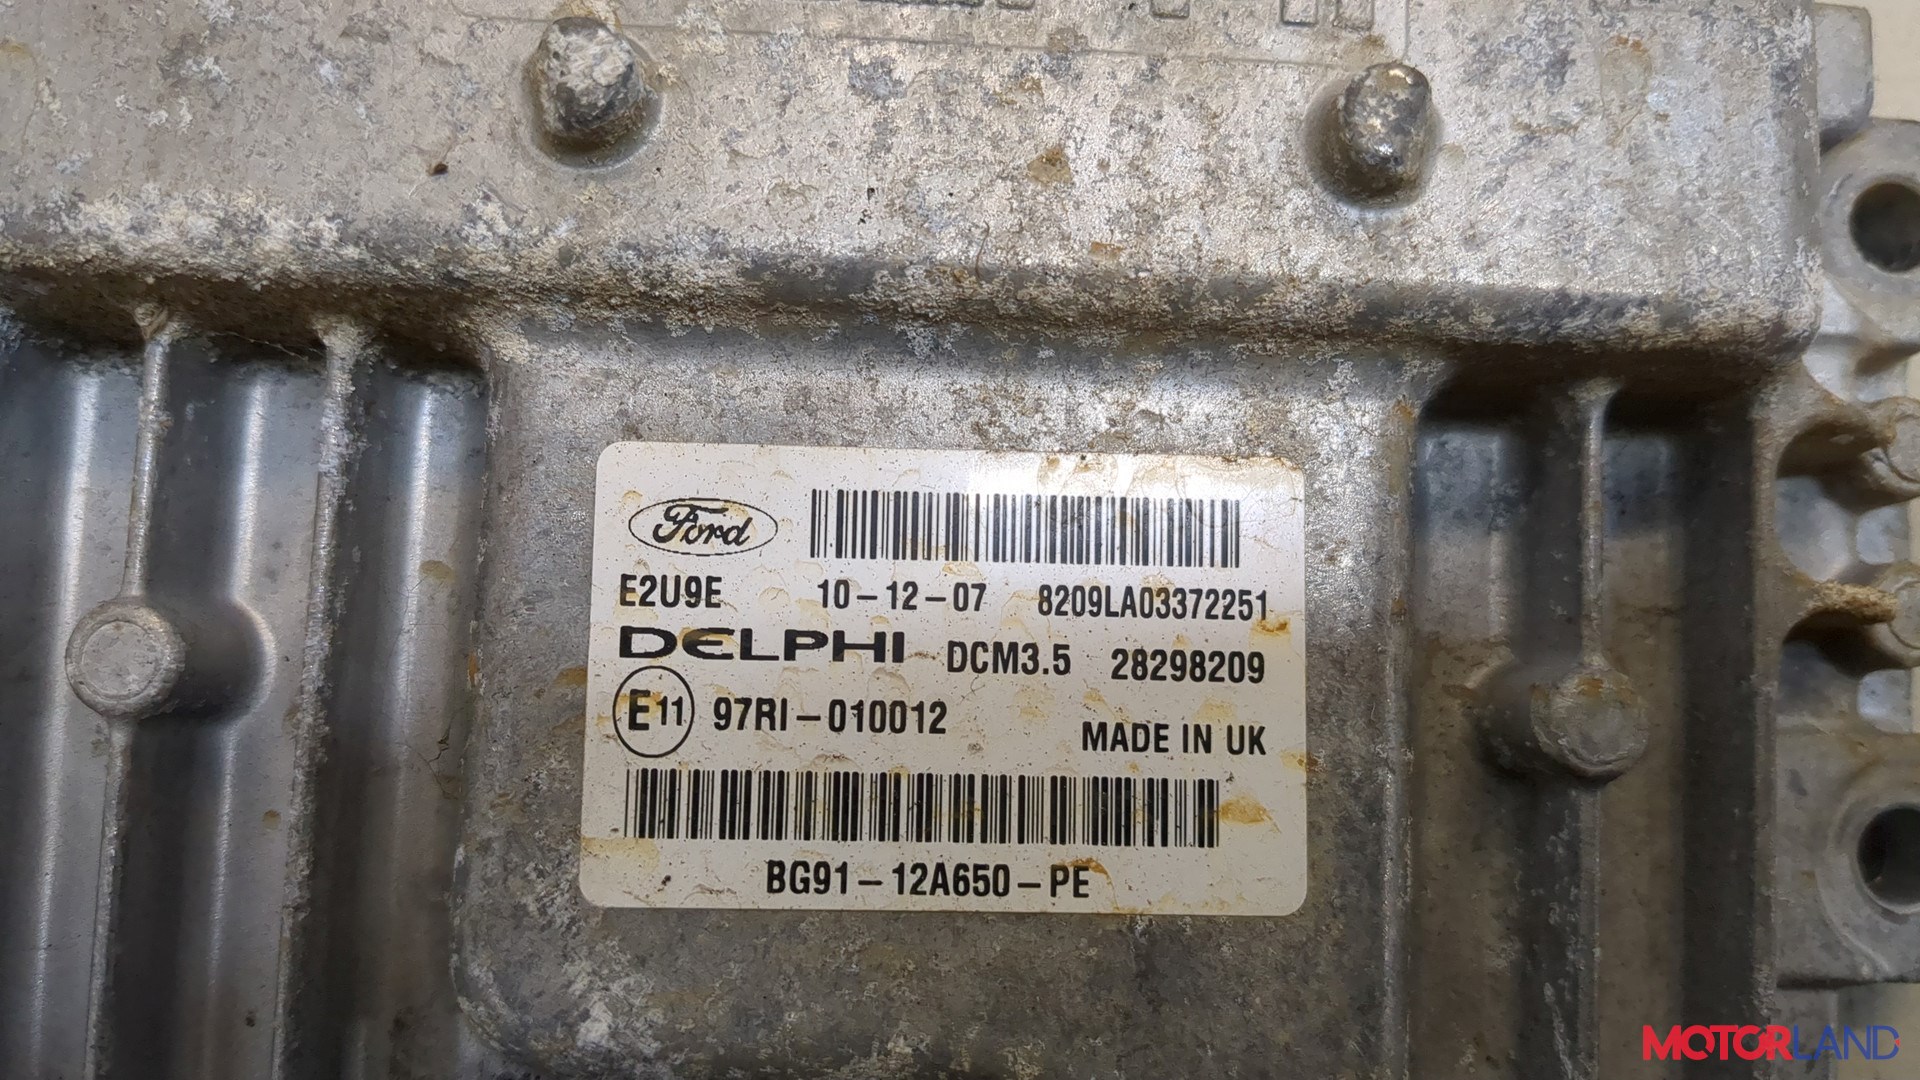 Ford
E2U9E 10-12-07 8209LA03372251
DELPHI DCM3.5 28298209
E11 97RI-010012 MADE IN UK
BG91-12A650-PE
MOTORLAND